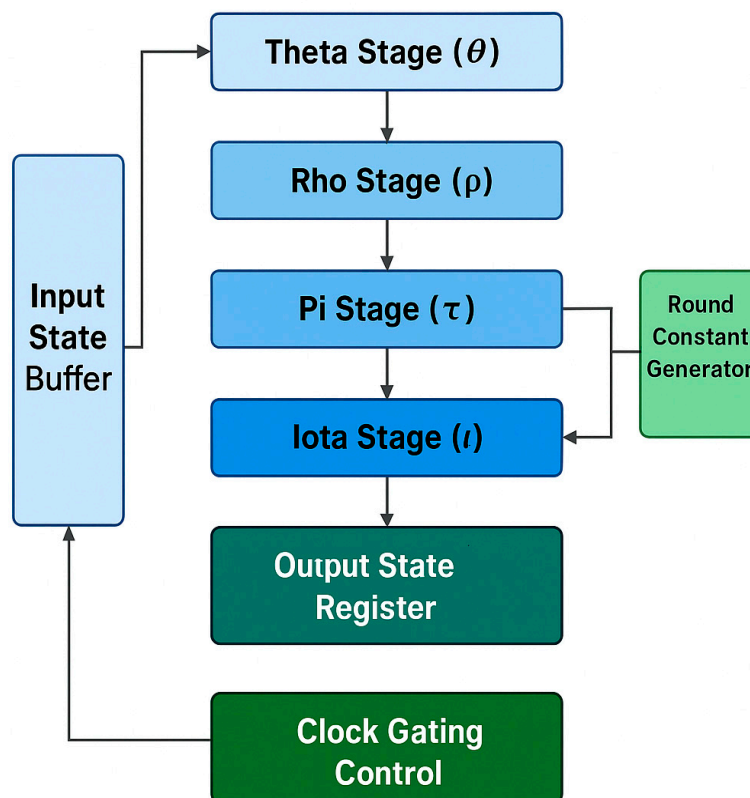 Theta Stage (θ)
Rho Stage (ρ)
Pi Stage (τ)
Iota Stage (ι)
Output State
Register
Clock Gating
Control
Input
State
Buffer
Round
Constant
Generator